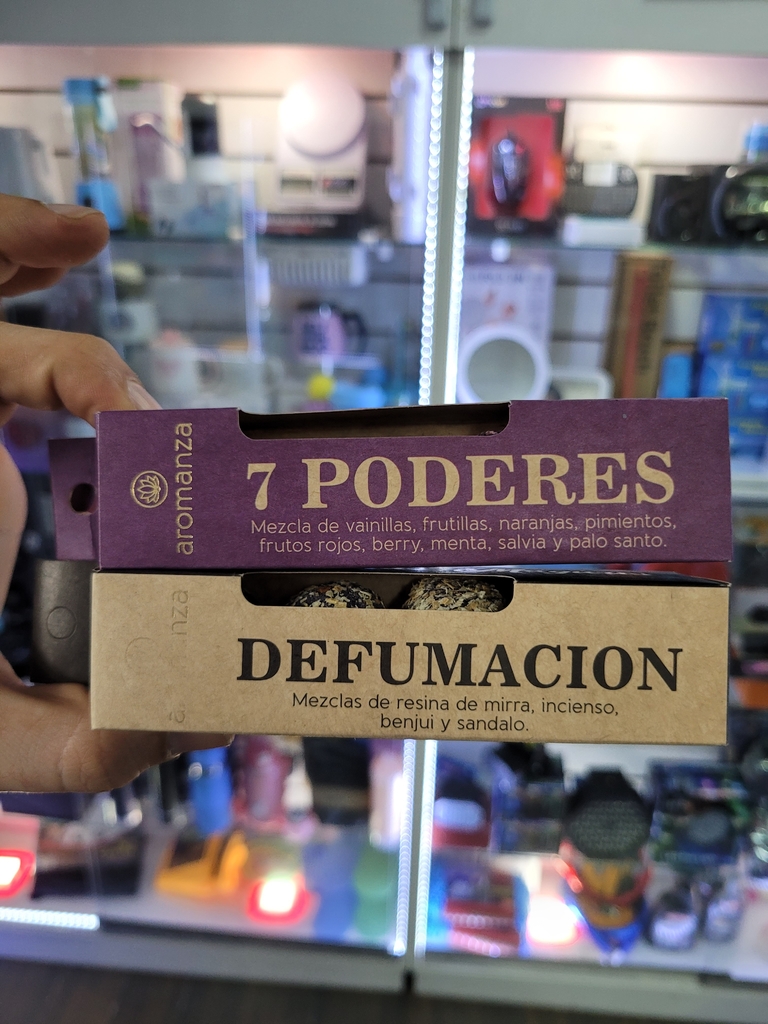 aromanza
7 PODERES
Mezcla de vainillas, frutillas, naranjas, pimientos,
frutos rojos, berry, menta, salvia y palo santo.
DEFUMACION
Mezclas de resina de mirra, incienso,
benjui y sandalo.